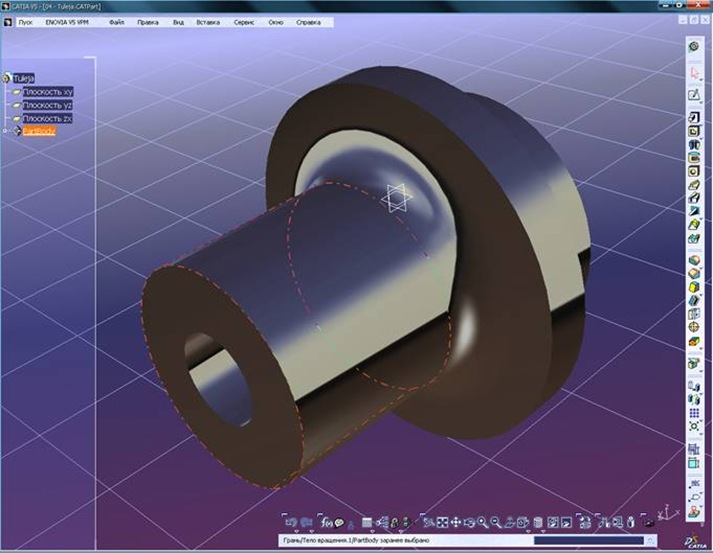 CATIA V5 - [04 - Tuleja.CATPart]
Пуск ENOVIA V5 VPM Файл Правка Вид Вставка Сервис Окно Справка
Tuleja
Плоскость xy
Плоскость yz
Плоскость zx
PartBody
Грань/Тело вращения.1/PartBody заранее выбрано
CATIA